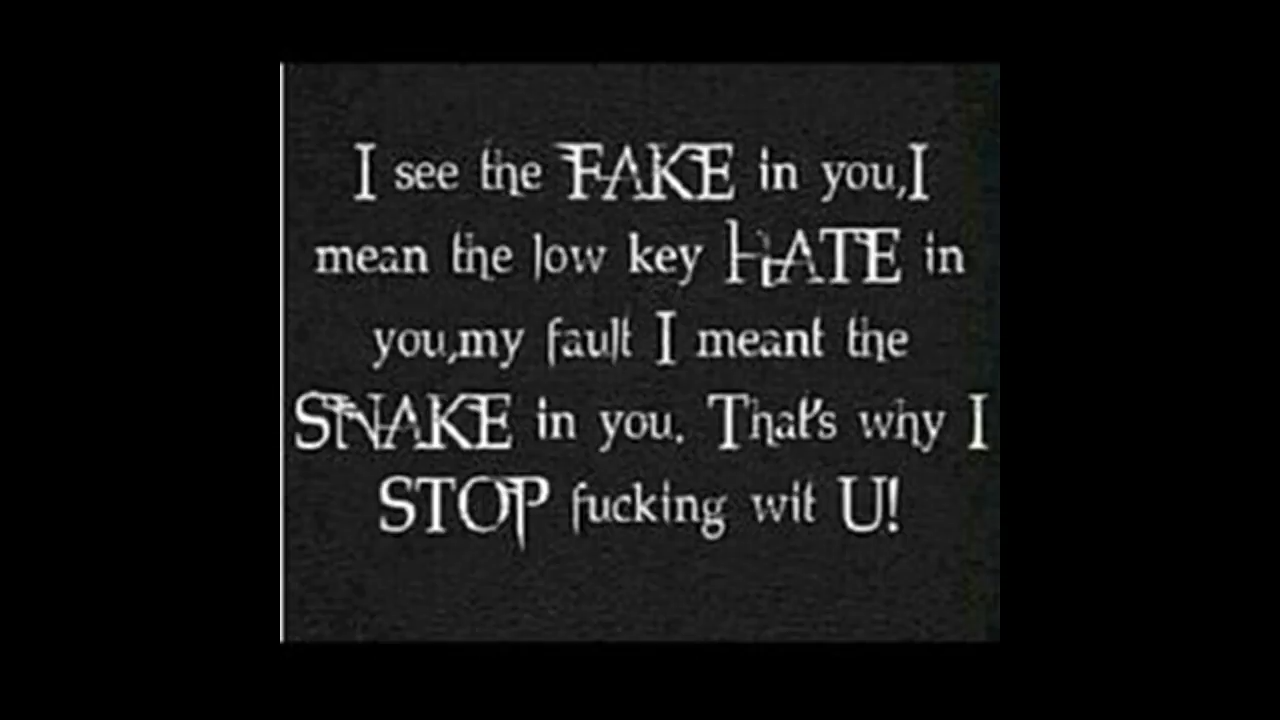 I see the FAKE in you,I
mean the low key HATE in
you,my fault I meant the
SNAKE in you. That's why I
STOP fucking wit U!